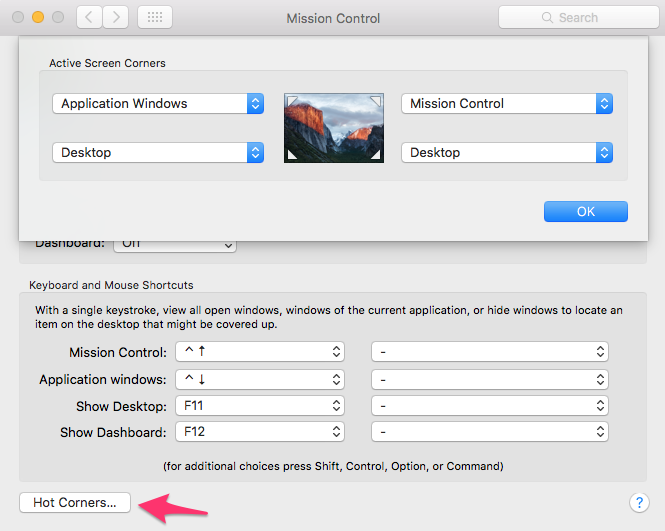 Mission Control
Search
Active Screen Corners
Application Windows
Mission Control
Desktop
Desktop
OK
Dashboard: Off
Keyboard and Mouse Shortcuts
With a single keystroke, view all open windows, windows of the current application, or hide windows to locate an
item on the desktop that might be covered up.
Mission Control: ^ ↑ -
Application windows: ^ ↓ -
Show Desktop: F11 -
Show Dashboard: F12 -
(for additional choices press Shift, Control, Option, or Command)
Hot Corners... ?